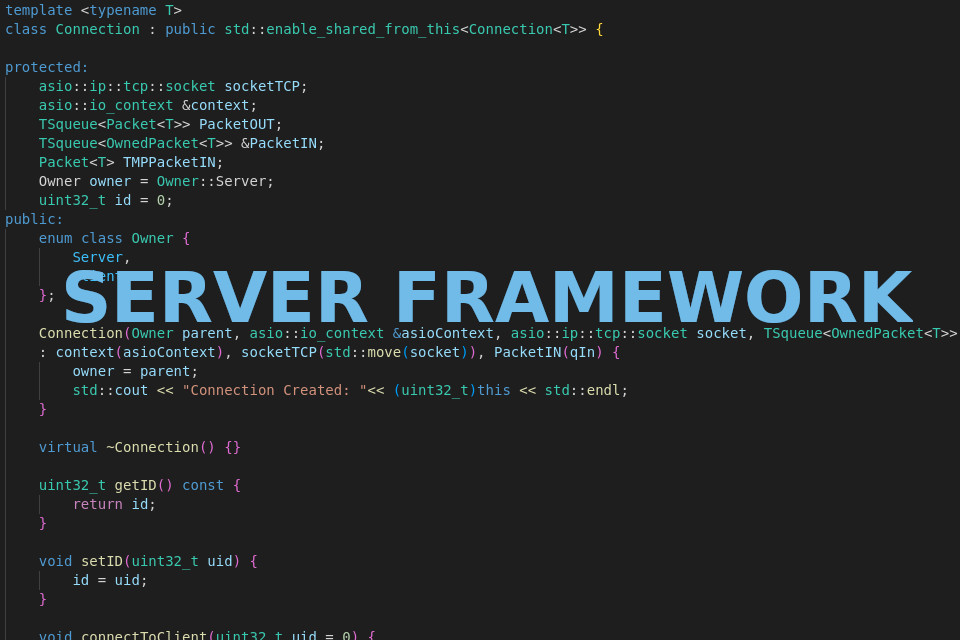 template <typename T>
class Connection : public std::enable_shared_from_this<Connection<T>> {
protected:
    asio::ip::tcp::socket socketTCP;
    asio::io_context &context;
    TSqueue<Packet<T>> PacketOUT;
    TSqueue<OwnedPacket<T>> &PacketIN;
    Packet<T> TMPPacketIN;
    Owner owner = Owner::Server;
    uint32_t id = 0;
public:
    enum class Owner {
        Server,
    };
SERVER FRAMEWORK
    Connection(Owner parent, asio::io_context &asioContext, asio::ip::tcp::socket socket, TSqueue<OwnedPacket<T>>
    : context(asioContext), socketTCP(std::move(socket)), PacketIN(qIn) {
        owner = parent;
        std::cout << "Connection Created: "<< (uint32_t)this << std::endl;
    }
    virtual ~Connection() {}
    uint32_t getID() const {
        return id;
    }
    void setID(uint32_t uid) {
        id = uid;
    }
    void connectToClient(uint32_t uid = 0) {